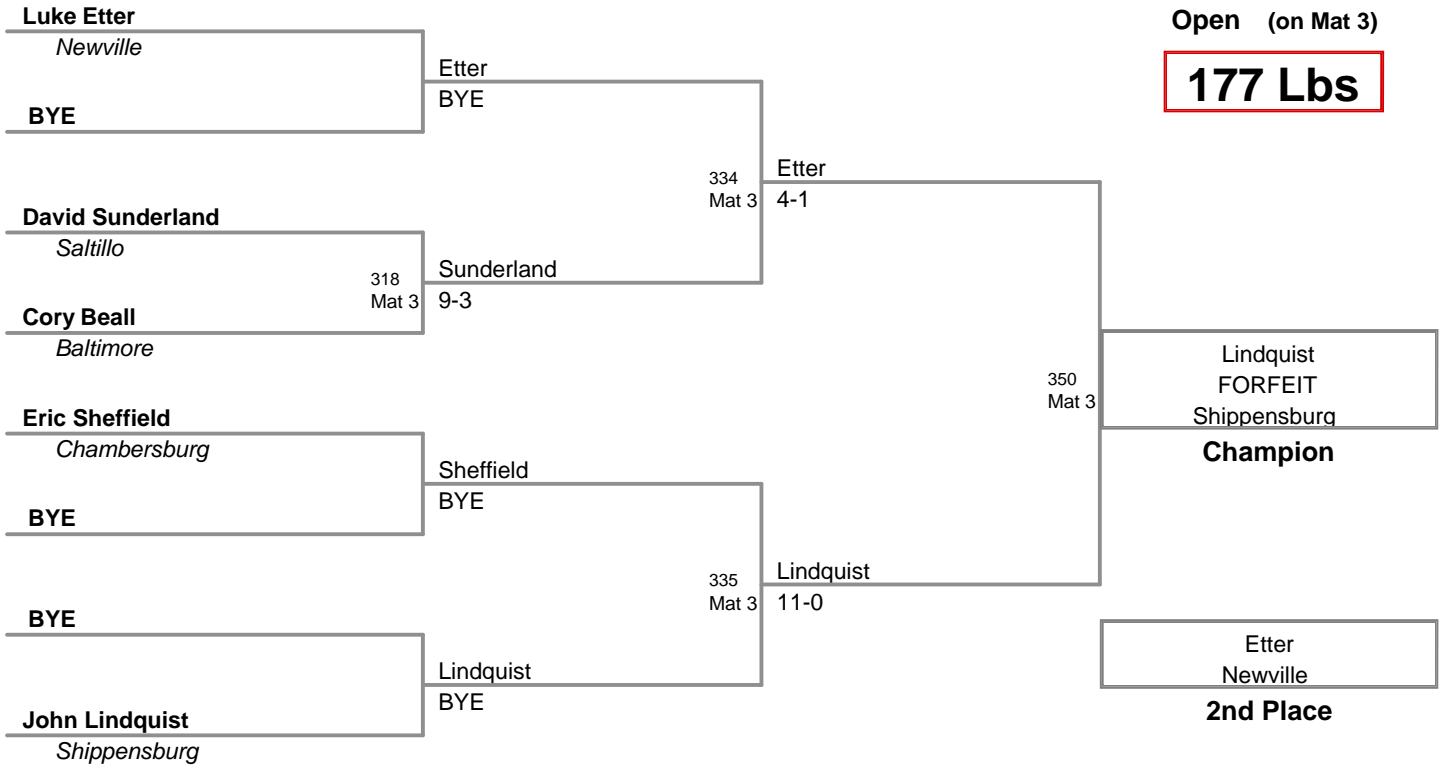 Luke Etter
Newville
BYE
David Sunderland
Saltillo
Cory Beall
Baltimore
Eric Sheffield
Chambersburg
BYE
BYE
John Lindquist
Shippensburg
Etter
BYE
318
Mat 3
Sunderland
9-3
Sheffield
BYE
Lindquist
BYE
334
Mat 3
Etter
4-1
335
Mat 3
Lindquist
11-0
Open (on Mat 3)
177 Lbs
350
Mat 3
Lindquist
FORFEIT
Shippensburg
Champion
Etter
Newville
2nd Place